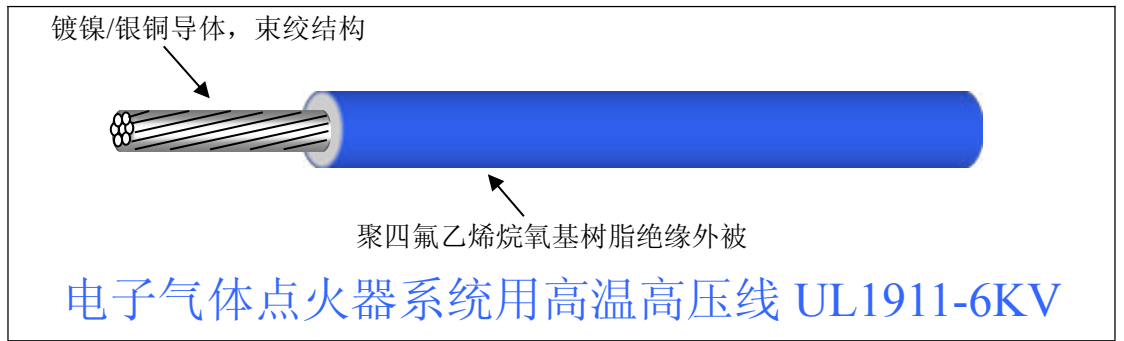 镀镍/银铜导体，束绞结构
聚四氟乙烯烷氧基树脂绝缘外被
电子气体点火器系统用高温高压线 UL1911-6KV